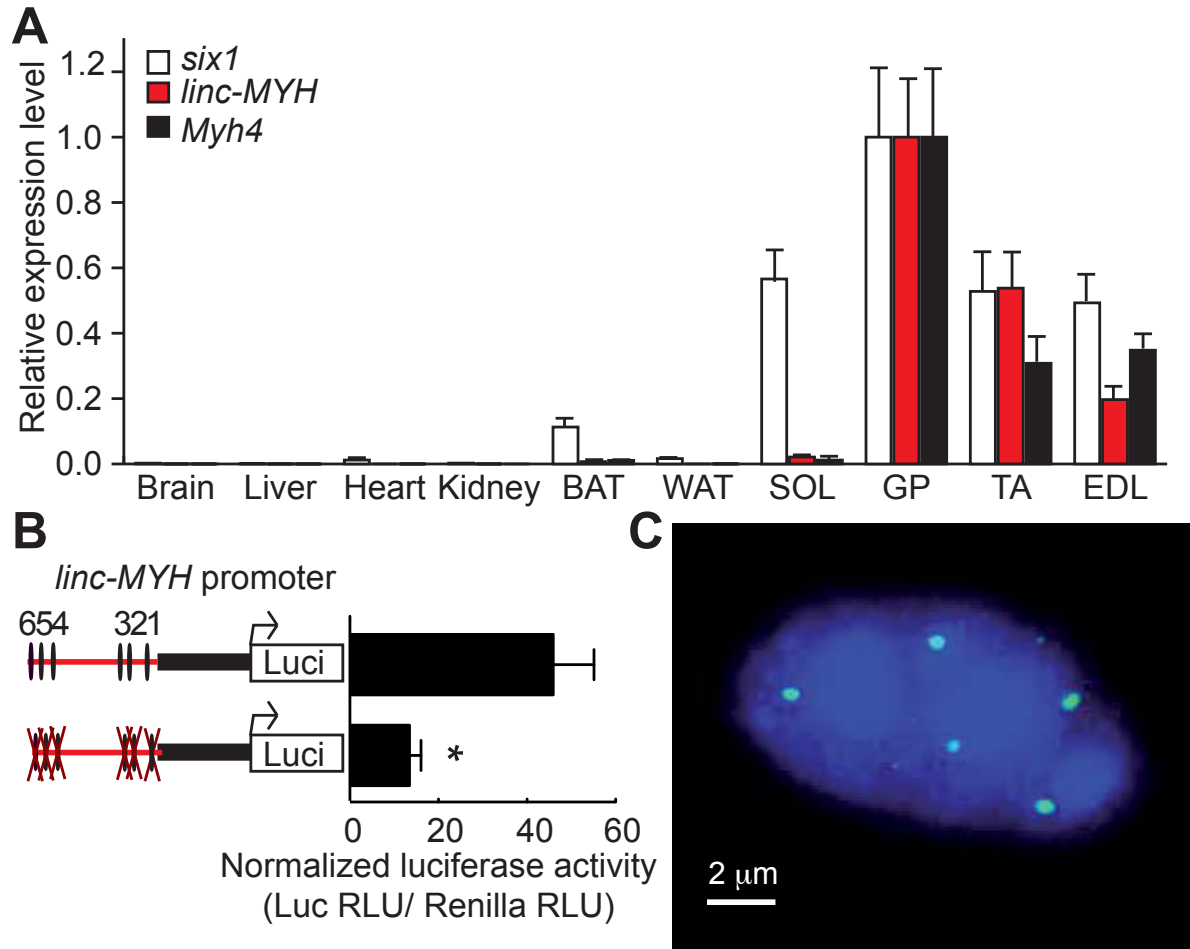 A
Relative expression level
1.2
1.0
0.8
0.6
0.4
0.2
0.0
six1
linc-MYH
Myh4
Brain Liver Heart Kidney BAT WAT SOL GP TA EDL
B
linc-MYH promoter
654 321
Luci
Luci
*
0 20 40 60
Normalized luciferase activity
(Luc RLU/ Renilla RLU)
C
2 μm